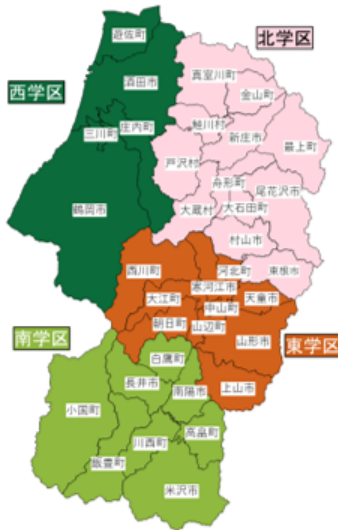 遊佐町
北学区
酒田市
真室川町
金山町
西学区
鮭川村
三川町
庄内町
新庄市
最上町
戸沢村
舟形町
尾花沢市
鶴岡市
大蔵村
大石田町
村山市
西川町
河北町
東根市
寒河江市
大江町
天童市
中山町
朝日町
山辺町
南学区
山形市
東学区
白鷹町
長井市
南陽市
上山市
小国町
川西町
高畠町
飯豊町
米沢市